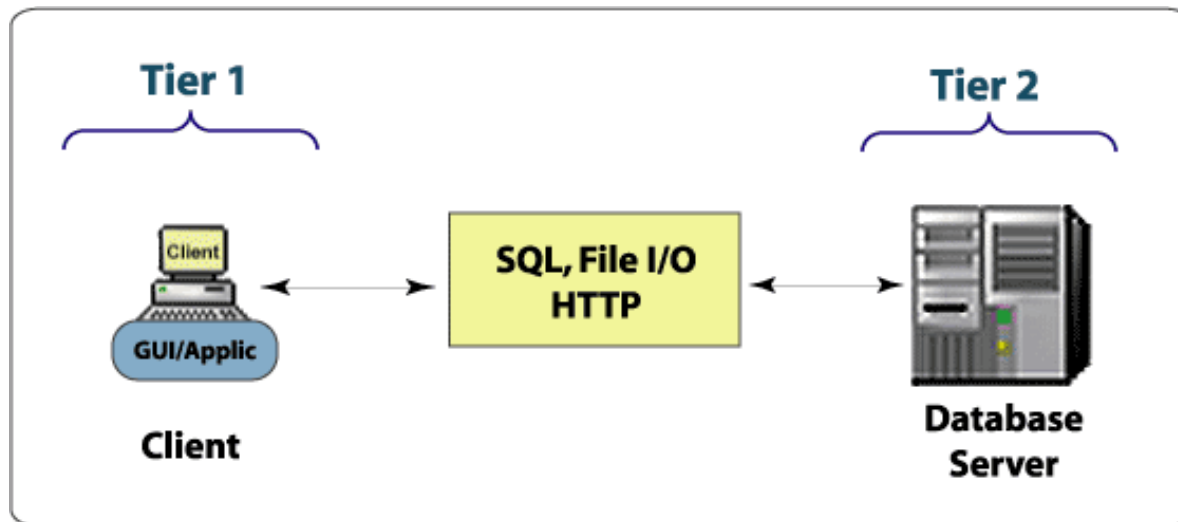 Tier 1
Tier 2
Client
GUI/Applic
Client
SQL, File I/O
HTTP
Database
Server